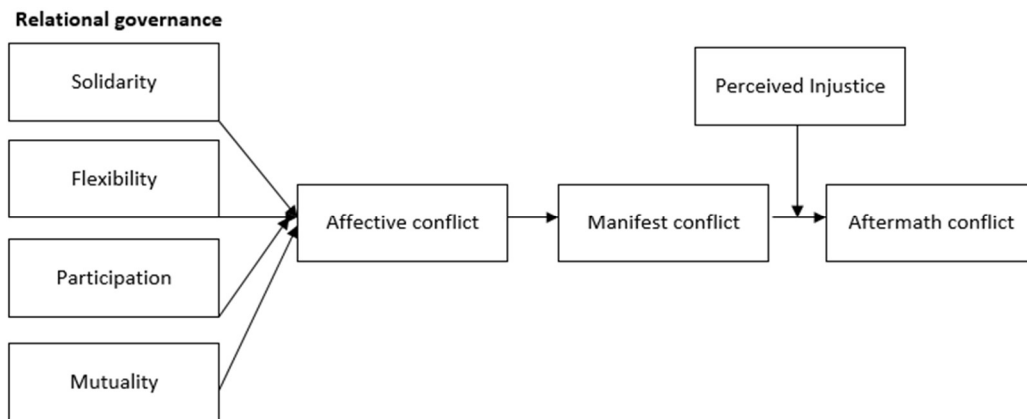 Relational governance
Solidarity
Flexibility
Participation
Mutuality
Affective conflict
Manifest conflict
Perceived Injustice
Aftermath conflict